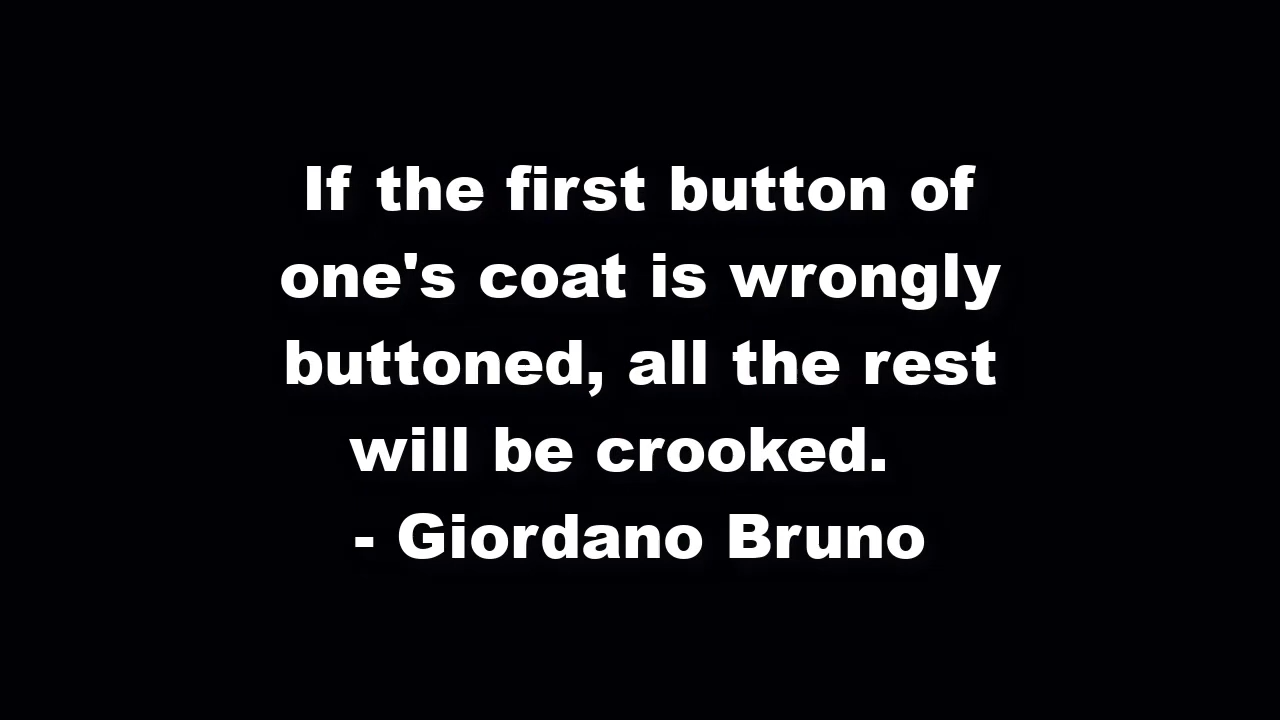 If the first button of
one's coat is wrongly
buttoned, all the rest
will be crooked.
- Giordano Bruno